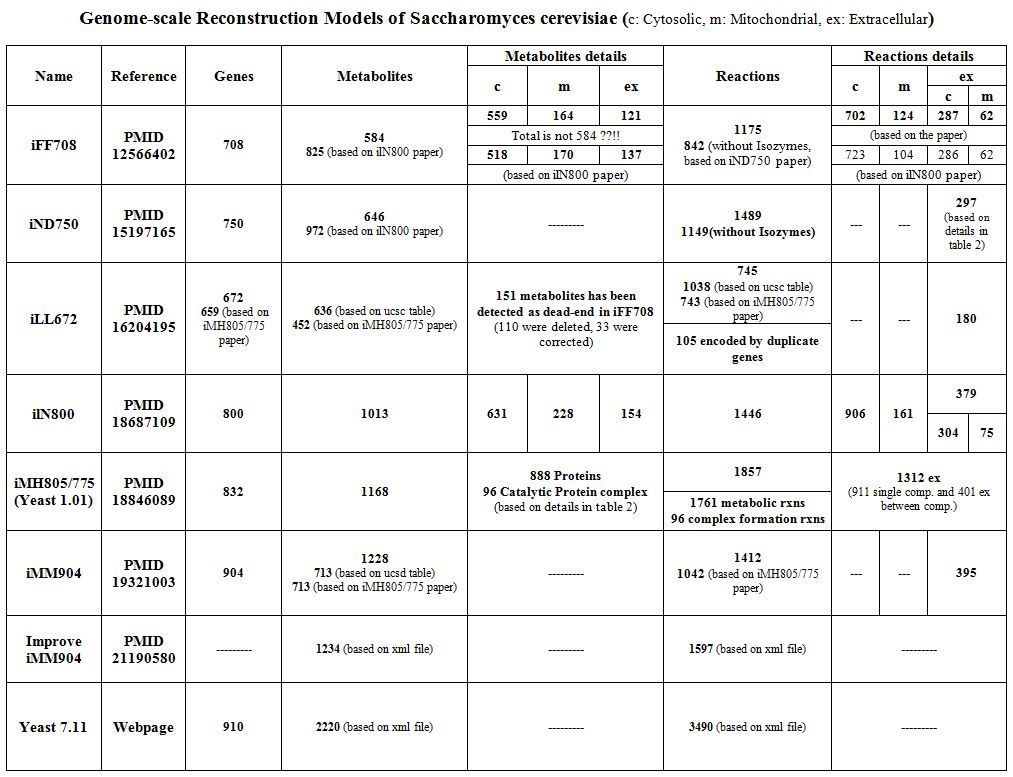 Genome-scale Reconstruction Models of Saccharomyces cerevisiae (c: Cytosolic, m: Mitochondrial, ex: Extracellular)
Name Reference Genes Metabolites Metabolites details Reactions Reactions details
c m ex c m ex
c m
iFF708
PMID
12566402
708
584
825 (based on ilN800 paper)
559 164 121
Total is not 584 ??!!
518 170 137
(based on ilN800 paper)
1175
842 (without Isozymes,
based on iND750 paper)
702 124 287 62
(based on the paper)
723 104 286 62
(based on ilN800 paper)
iND750
PMID
15197165
750
646
972 (based on ilN800 paper)
---------
1489
1149(without Isozymes)
---
---
297
(based on
details in
table 2)
iLL672
PMID
16204195
672
659 (based on
iMH805/775
paper)
636 (based on ucsc table)
452 (based on iMH805/775 paper)
151 metabolites has been
detected as dead-end in iFF708
(110 were deleted, 33 were
corrected)
745
1038 (based on ucsc table)
743 (based on iMH805/775
paper)
105 encoded by duplicate
genes
---
---
180
ilN800
PMID
18687109
800
1013
631 228 154
1446
906 161
379
304 75
iMH805/775
(Yeast 1.01)
PMID
18846089
832
1168
888 Proteins
96 Catalytic Protein complex
(based on details in table 2)
1857
1761 metabolic rxns
96 complex formation rxns
1312 ex
(911 single comp. and 401 ex
between comp.)
iMM904
PMID
19321003
904
1228
713 (based on ucsd table)
713 (based on iMH805/775 paper)
---------
1412
1042 (based on iMH805/775
paper)
---
---
395
Improve
iMM904
PMID
21190580
---------
1234 (based on xml file)
---------
1597 (based on xml file)
---------
Yeast 7.11
Webpage
910
2220 (based on xml file)
---------
3490 (based on xml file)
---------